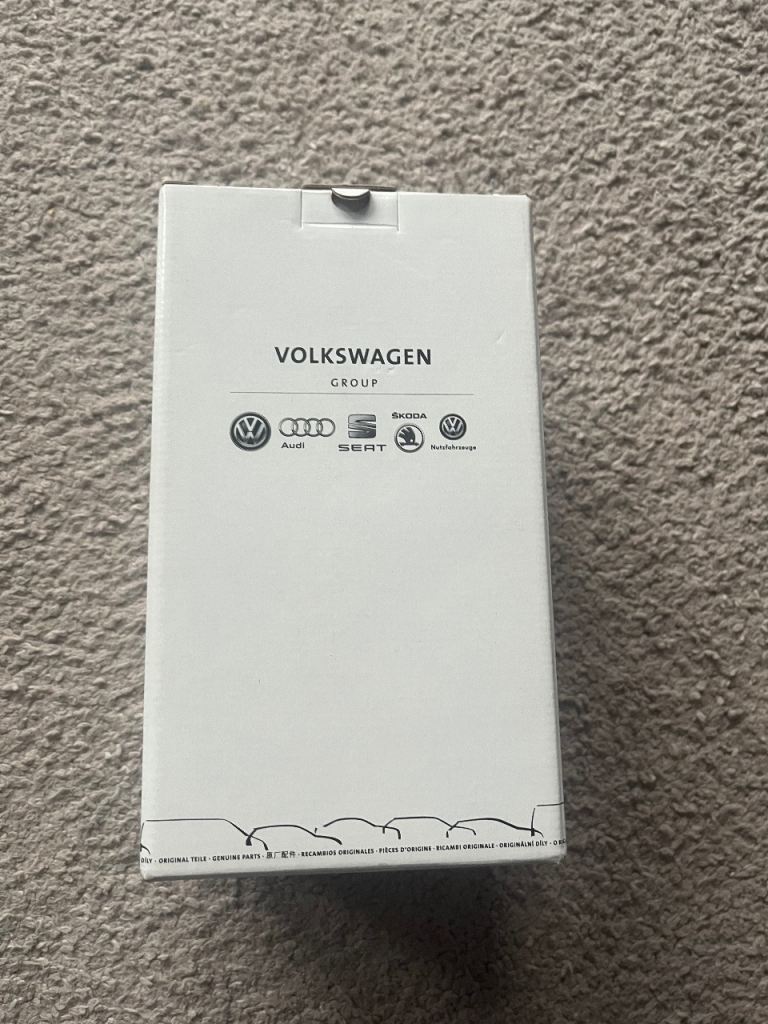 VOLKSWAGEN
GROUP
Audi
SEAT
ŠKODA
Nutzfahrzeuge
DÍLY · ORIGINAL TEILE · GENUINE PARTS · 原厂配件 · RECAMBIOS ORIGINALES · PIÈCES D'ORIGINE · RICAMBI ORIGINALE · ORIGINÁLNÍ DÍLY ·